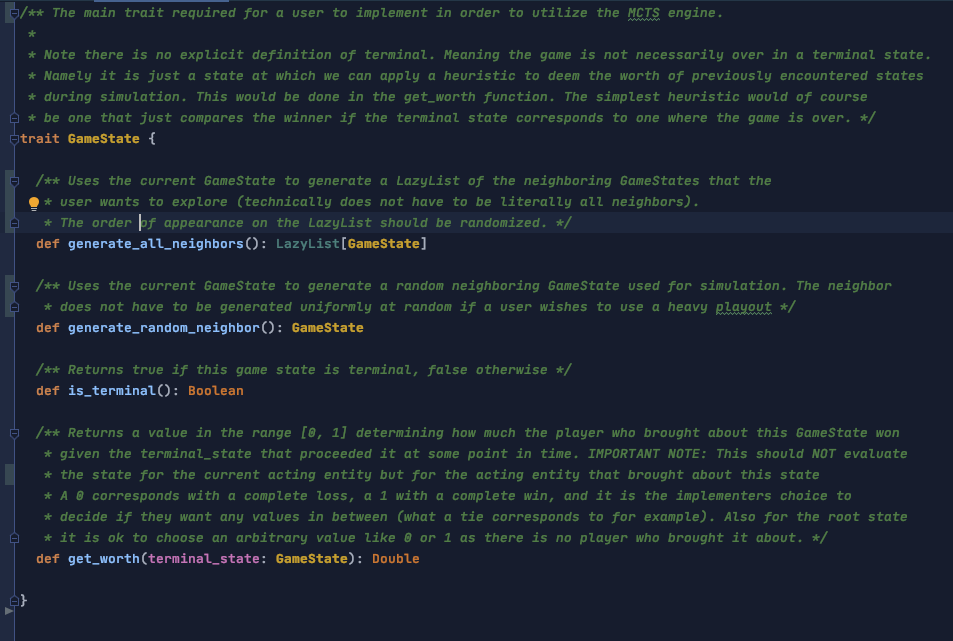 /** The main trait required for a user to implement in order to utilize the MCTS engine.
 *
 * Note there is no explicit definition of terminal. Meaning the game is not necessarily over in a terminal state.
 * Namely it is just a state at which we can apply a heuristic to deem the worth of previously encountered states
 * during simulation. This would be done in the get_worth function. The simplest heuristic would of course
 * be one that just compares the winner if the terminal state corresponds to one where the game is over. */
trait GameState {

  /** Uses the current GameState to generate a LazyList of the neighboring GameStates that the
   * user wants to explore (technically does not have to be literally all neighbors).
   * The order of appearance on the LazyList should be randomized. */
  def generate_all_neighbors(): LazyList[GameState]

  /** Uses the current GameState to generate a random neighboring GameState used for simulation. The neighbor
   * does not have to be generated uniformly at random if a user wishes to use a heavy playout */
  def generate_random_neighbor(): GameState

  /** Returns true if this game state is terminal, false otherwise */
  def is_terminal(): Boolean

  /** Returns a value in the range [0, 1] determining how much the player who brought about this GameState won
   * given the terminal_state that proceeded it at some point in time. IMPORTANT NOTE: This should NOT evaluate
   * the state for the current acting entity but for the acting entity that brought about this state
   * A 0 corresponds with a complete loss, a 1 with a complete win, and it is the implementers choice to
   * decide if they want any values in between (what a tie corresponds to for example). Also for the root state
   * it is ok to choose an arbitrary value like 0 or 1 as there is no player who brought it about. */
  def get_worth(terminal_state: GameState): Double

}